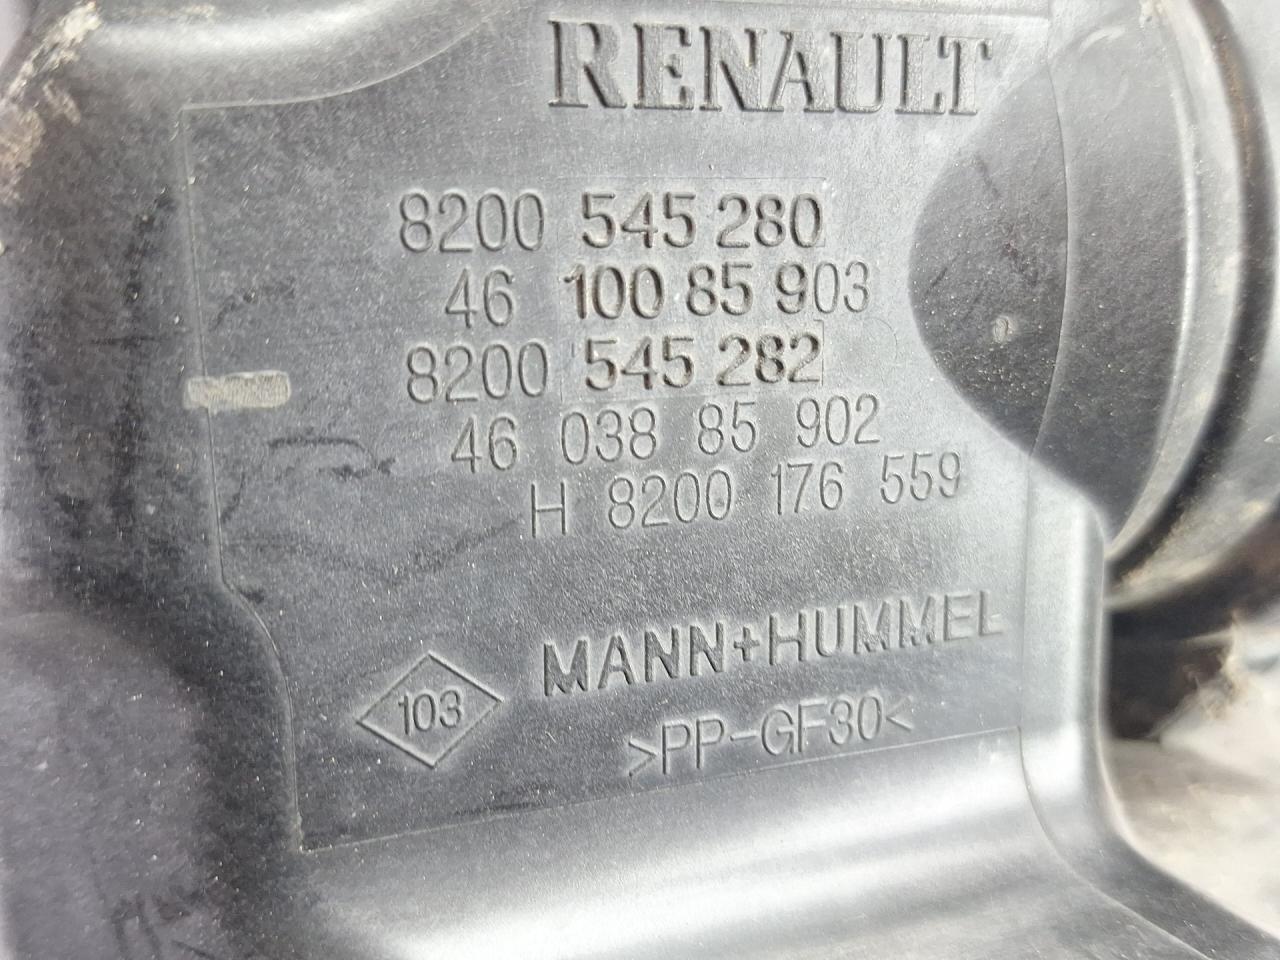 RENAULT
8200 545 280
46 100 85 903
8200 545 282
46 038 85 902
H 8200 176 559
MANN+HUMMEL
103
>PP-GF30<